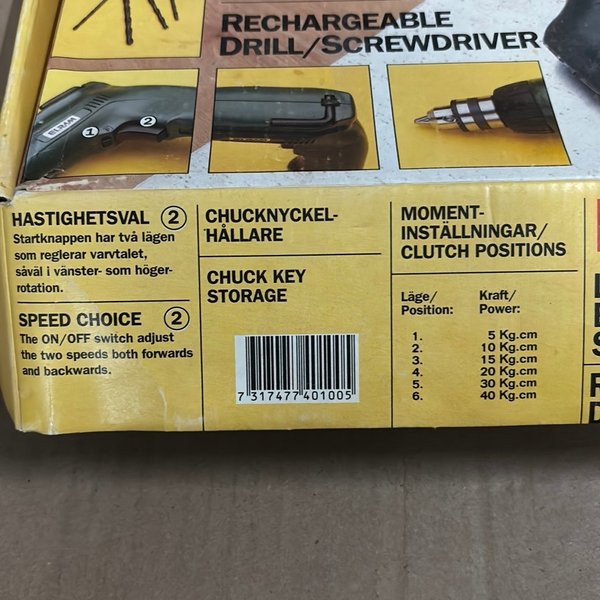 RECHARGEABLE
DRILL/SCREWDRIVER
ELRAM
1
2
HASTIGHETSVAL 2
Startknappen har två lägen
som reglerar varvtalet,
såväl i vänster- som höger-
rotation.
SPEED CHOICE 2
The ON/OFF switch adjust
the two speeds both forwards
and backwards.
CHUCKNYCKEL-
HÅLLARE
CHUCK KEY
STORAGE
7 317477 401005
MOMENT-
INSTÄLLNINGAR/
CLUTCH POSITIONS
Läge/ Kraft/
Position: Power:
1. 5 Kg.cm
2. 10 Kg.cm
3. 15 Kg.cm
4. 20 Kg.cm
5. 30 Kg.cm
6. 40 Kg.cm